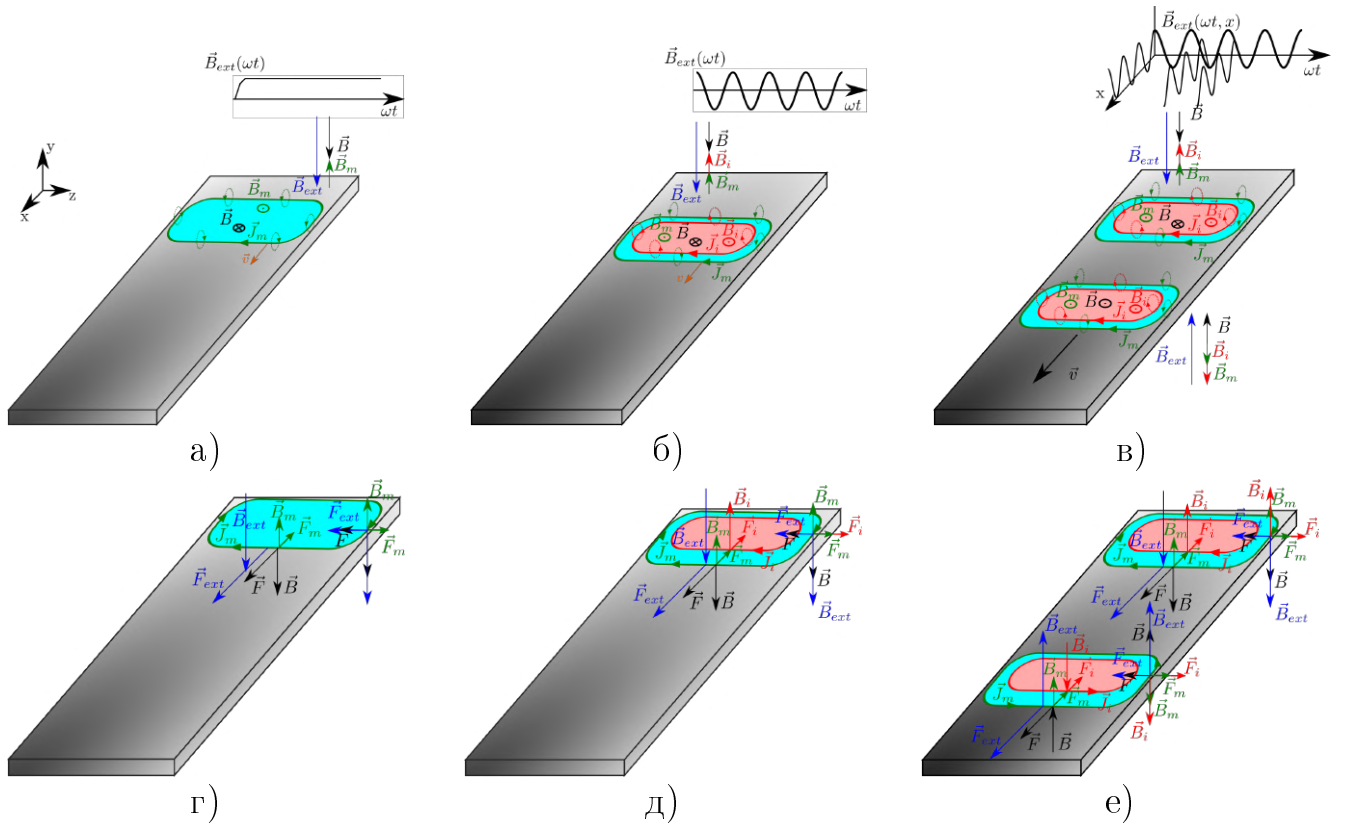 B⃗ext(ωt)
ωt
B⃗
B⃗m
B⃗ext
y
z
x
B⃗m
B⃗
J⃗m
v⃗
а)
B⃗ext(ωt)
ωt
B⃗
B⃗i
B⃗m
B⃗ext
B⃗m
B⃗
B⃗i
J⃗i
J⃗m
v
б)
B⃗ext(ωt, x)
ωt
x
B⃗
B⃗ext
B⃗i
B⃗m
B⃗m
B⃗
B⃗i
J⃗i
J⃗m
B⃗m
B⃗
B⃗i
J⃗i
J⃗m
v⃗
B⃗ext
B⃗
B⃗i
B⃗m
в)
B⃗m
B⃗ext
B⃗m
F⃗ext
J⃗m
F⃗m
F⃗
F⃗m
F⃗ext
F⃗
B⃗
г)
B⃗i
B⃗m
B⃗ext
B⃗m
F⃗i
F⃗ext
F⃗i
J⃗m
F⃗m
J⃗i
F⃗
F⃗m
F⃗ext
F⃗
B⃗
B⃗
B⃗ext
д)
B⃗i
B⃗i
B⃗m
B⃗ext
B⃗m
F⃗i
F⃗ext
F⃗i
J⃗m
F⃗m
J⃗i
F⃗
F⃗m
F⃗ext
F⃗
B⃗
B⃗
B⃗ext
B⃗ext
B⃗i
B⃗
B⃗ext
B⃗m
F⃗i
F⃗ext
F⃗i
J⃗m
F⃗m
J⃗i
F⃗
F⃗m
B⃗m
F⃗ext
F⃗
B⃗
B⃗i
е)